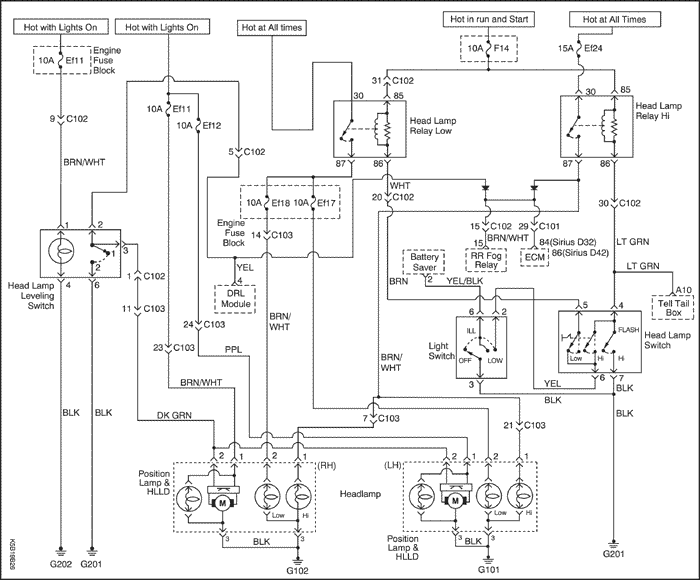 Hot with Lights On
Hot with Lights On
Hot at All times
Hot in run and Start
Hot at All Times
10A Ef11
Engine
Fuse
Block
10A F14
15A Ef24
31 C102
30 85
30 85
10A Ef11
10A Ef12
Head Lamp
Relay Low
Head Lamp
Relay Hi
9 C102
5 C102
87 86
87 86
BRN/WHT
WHT
20 C102
30 C102
10A Ef18
10A Ef17
Engine
Fuse
Block
14 C103
15 C102
29 C101
BRN/WHT
84(Sirius D32)
86(Sirius D42)
15
RR Fog
Relay
ECM
LT GRN
LT GRN
A10
Tell Tail
Box
1 2
3
1
2
4 6
Head Lamp
Leveling
Switch
1 C102
11 C103
YEL
4
DRL
Module
Battery
Saver
2
YEL/BLK
BRN
6 2
ILL
OFF LOW
3
Light
Switch
5 4
FLASH
Low Hi Hi
6 7
Head Lamp
Switch
24 C103
23 C103
BRN/
WHT
PPL
BRN/
WHT
BRN/WHT
YEL
BLK
BLK
BLK
BLK
BLK
DK GRN
7 C103
21 C103
2 1 2 1
(RH)
(LH)
2 1 2 1
Position
Lamp &
HLLD
M
Low Hi
Headlamp
M
Low Hi
Position
Lamp &
HLLD
3 3
BLK
3 3
BLK
G202 G201
G102
G101
G201
KGB19B26